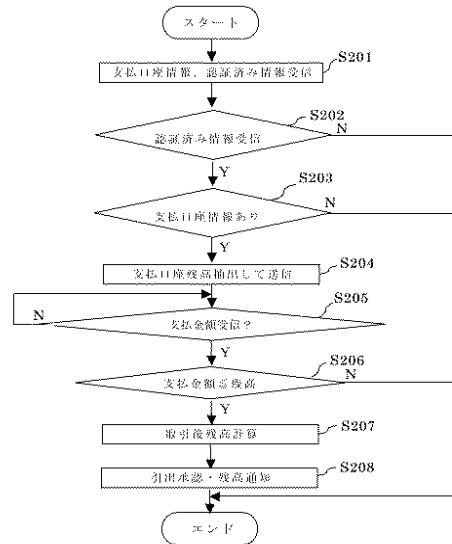 スタート
S201
支払口座情報、認証済み情報受信
S202
認証済み情報受信
N
Y
S203
支払口座情報あり
N
Y
S204
支払口座残高抽出して送信
S205
支払金額受信?
N
Y
S206
支払金額≦残高
N
Y
S207
取引後残高計算
S208
引出承認・残高通知
エンド